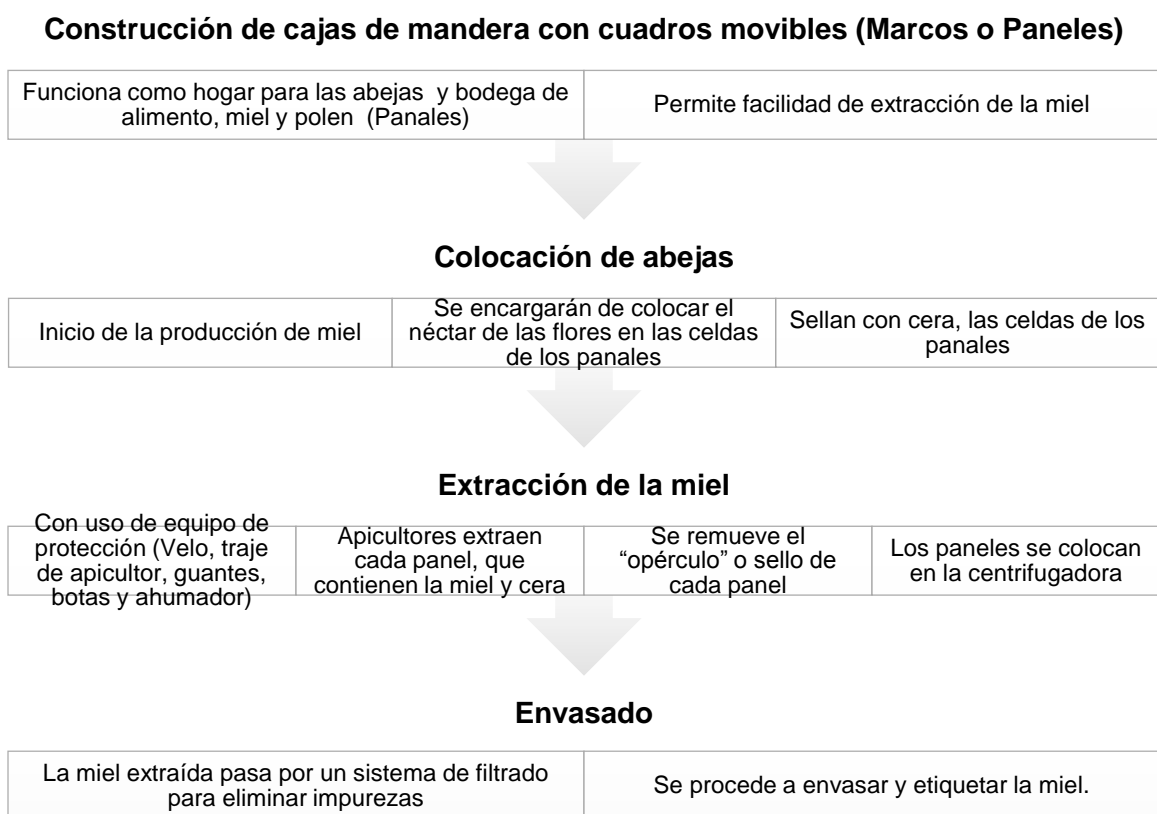 Construcción de cajas de mandera con cuadros movibles (Marcos o Paneles)
Funciona como hogar para las abejas y bodega de
alimento, miel y polen (Panales)
Permite facilidad de extracción de la miel
Colocación de abejas
Inicio de la producción de miel
Se encargarán de colocar el
néctar de las flores en las celdas
de los panales
Sellan con cera, las celdas de los
panales
Extracción de la miel
Con uso de equipo de
protección (Velo, traje
de apicultor, guantes,
botas y ahumador)
Apicultores extraen
cada panel, que
contienen la miel y cera
Se remueve el
“opérculo” o sello de
cada panel
Los paneles se colocan
en la centrifugadora
Envasado
La miel extraída pasa por un sistema de filtrado
para eliminar impurezas
Se procede a envasar y etiquetar la miel.